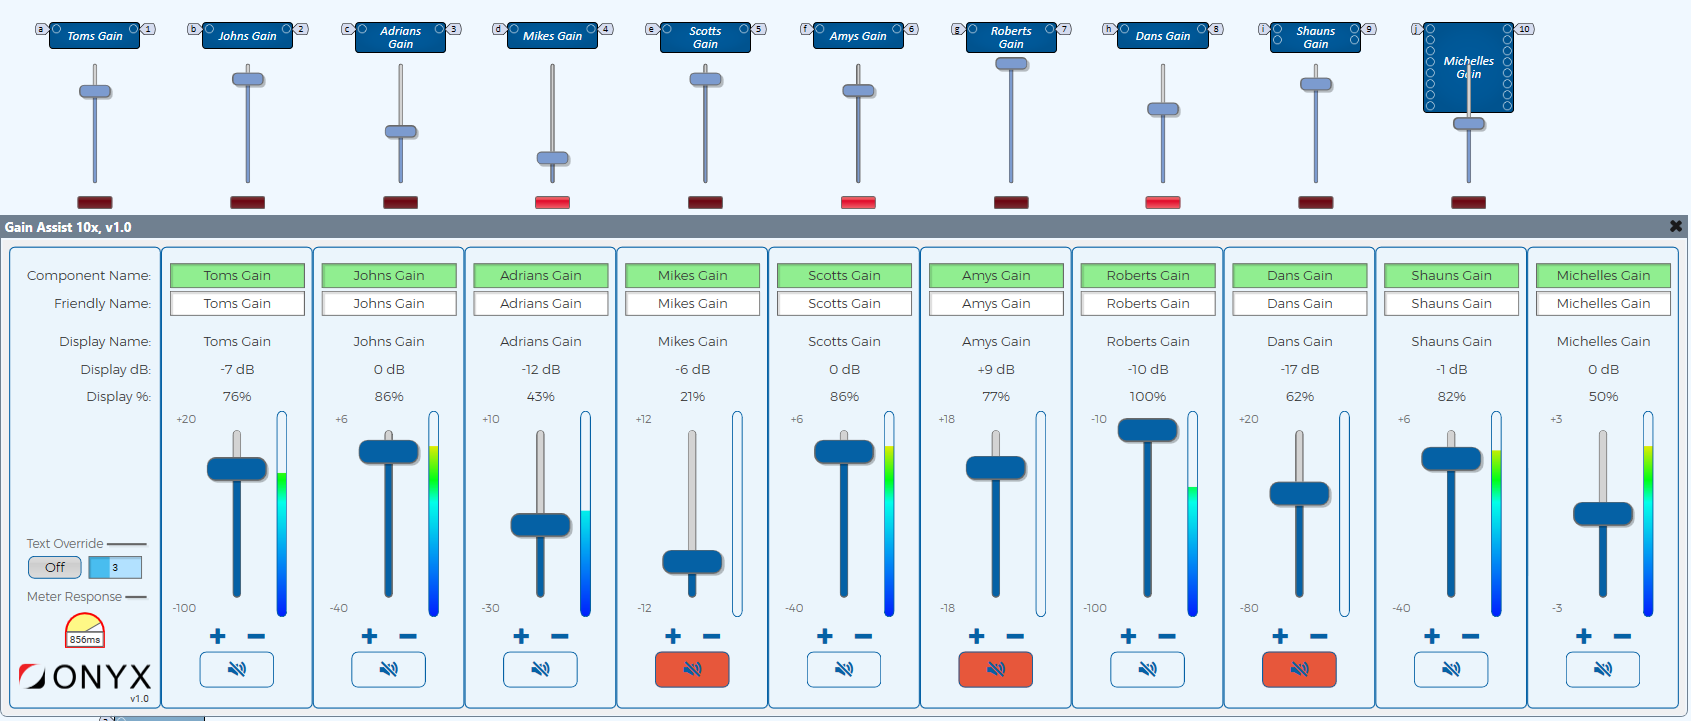 a Toms Gain 1
b Johns Gain 2
c Adrians Gain 3
d Mikes Gain 4
e Scotts Gain 5
f Amys Gain 6
g Roberts Gain 7
h Dans Gain 8
i Shauns Gain 9
j Michelles Gain 10
Gain Assist 10x, v1.0
Component Name: Toms Gain Johns Gain Adrians Gain Mikes Gain Scotts Gain Amys Gain Roberts Gain Dans Gain Shauns Gain Michelles Gain
Friendly Name: Toms Gain Johns Gain Adrians Gain Mikes Gain Scotts Gain Amys Gain Roberts Gain Dans Gain Shauns Gain Michelles Gain
Display Name: Toms Gain Johns Gain Adrians Gain Mikes Gain Scotts Gain Amys Gain Roberts Gain Dans Gain Shauns Gain Michelles Gain
Display dB: -7 dB 0 dB -12 dB -6 dB 0 dB +9 dB -10 dB -17 dB -1 dB 0 dB
Display %: 76% 86% 43% 21% 86% 77% 100% 62% 82% 50%
+20 +6 +10 +12 +6 +18 -10 +20 +6 +3
Text Override
Off 3
Meter Response
-100 -40 -30 -12 -40 -18 -100 -80 -40 -3
856ms
+ − + − + − + − + − + − + − + − + − + −
ONYX
v1.0